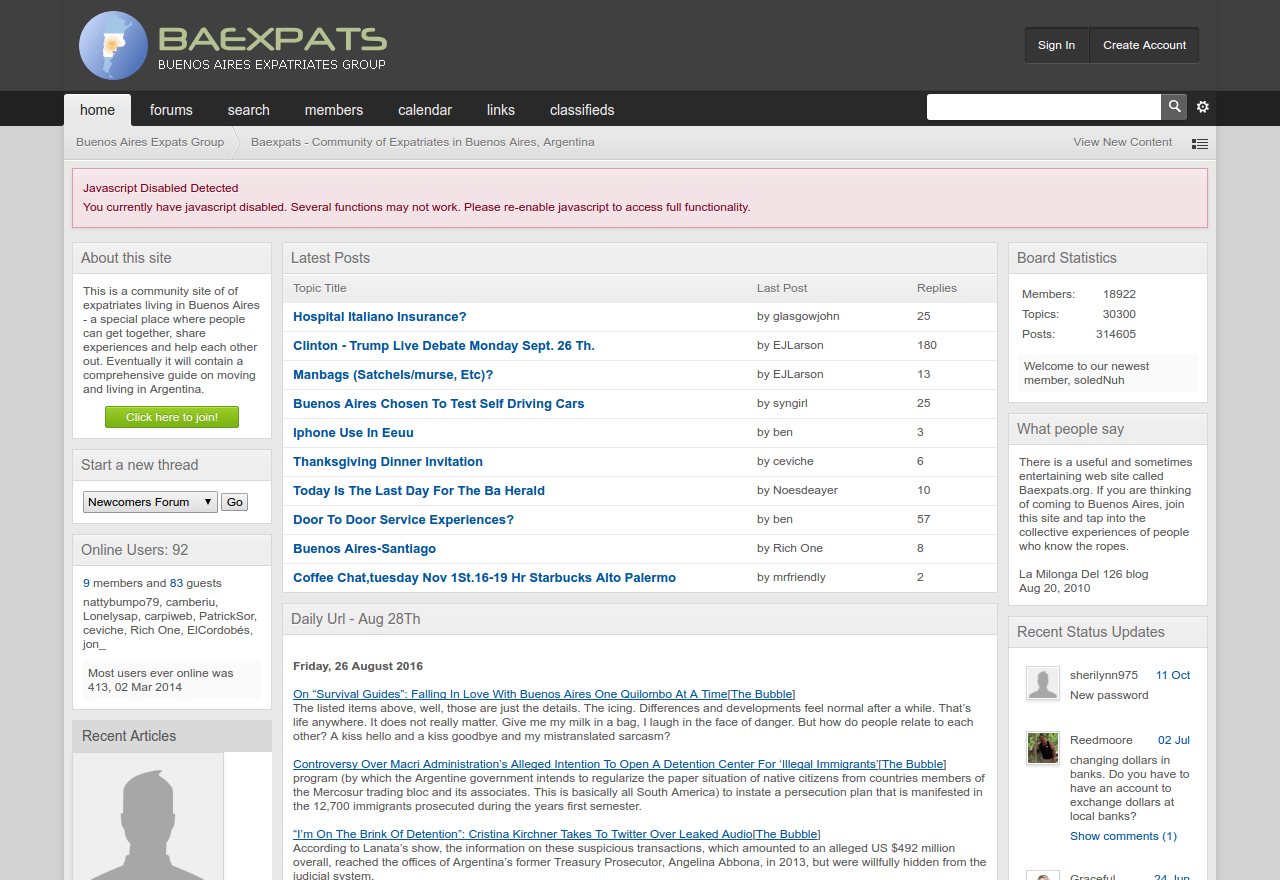 BAEXPATS
BUENOS AIRES EXPATRIATES GROUP
Sign In
Create Account
home
forums
search
members
calendar
links
classifieds
Buenos Aires Expats Group
Baexpats - Community of Expatriates in Buenos Aires, Argentina
View New Content
Javascript Disabled Detected
You currently have javascript disabled. Several functions may not work. Please re-enable javascript to access full functionality.
About this site
This is a community site of of
expatriates living in Buenos Aires
- a special place where people
can get together, share
experiences and help each other
out. Eventually it will contain a
comprehensive guide on moving
and living in Argentina.
Click here to join!
Start a new thread
Newcomers Forum
Go
Online Users: 92
9 members and 83 guests
nattybumpo79, camberiu,
Lonelysap, carpiweb, PatrickSor,
ceviche, Rich One, ElCordobés,
jon_
Most users ever online was
413, 02 Mar 2014
Recent Articles
Latest Posts
Topic Title Last Post Replies
Hospital Italiano Insurance? by glasgowjohn 25
Clinton - Trump Live Debate Monday Sept. 26 Th. by EJLarson 180
Manbags (Satchels/murse, Etc)? by EJLarson 13
Buenos Aires Chosen To Test Self Driving Cars by syngirl 25
Iphone Use In Eeuu by ben 3
Thanksgiving Dinner Invitation by ceviche 6
Today Is The Last Day For The Ba Herald by Noesdeayer 10
Door To Door Service Experiences? by ben 57
Buenos Aires-Santiago by Rich One 8
Coffee Chat,tuesday Nov 1St.16-19 Hr Starbucks Alto Palermo by mrfriendly 2
Daily Url - Aug 28Th
Friday, 26 August 2016
On “Survival Guides”: Falling In Love With Buenos Aires One Quilombo At A Time[The Bubble]
The listed items above, well, those are just the details. The icing. Differences and developments feel normal after a while. That’s
life anywhere. It does not really matter. Give me my milk in a bag, I laugh in the face of danger. But how do people relate to each
other? A kiss hello and a kiss goodbye and my mistranslated sarcasm?
Controversy Over Macri Administration’s Alleged Intention To Open A Detention Center For ‘Illegal Immigrants’[The Bubble]
program (by which the Argentine government intends to regularize the paper situation of native citizens from countries members of
the Mercosur trading bloc and its associates. This is basically all South America) to instate a persecution plan that is manifested in
the 12,700 immigrants prosecuted during the years first semester.
“I’m On The Brink Of Detention”: Cristina Kirchner Takes To Twitter Over Leaked Audio[The Bubble]
According to Lanata’s show, the information on these suspicious transactions, which amounted to an alleged US $492 million
overall, reached the offices of Argentina’s former Treasury Prosecutor, Angelina Abbona, in 2013, but were willfully hidden from the
judicial system.
Board Statistics
Members: 18922
Topics: 30300
Posts: 314605
Welcome to our newest
member, soledNuh
What people say
There is a useful and sometimes
entertaining web site called
Baexpats.org. If you are thinking
of coming to Buenos Aires, join
this site and tap into the
collective experiences of people
who know the ropes.
La Milonga Del 126 blog
Aug 20, 2010
Recent Status Updates
sherilynn975 11 Oct
New password
Reedmoore 02 Jul
changing dollars in
banks. Do you have to
have an account to
exchange dollars at
local banks?
Show comments (1)
Graceful 24 Jun